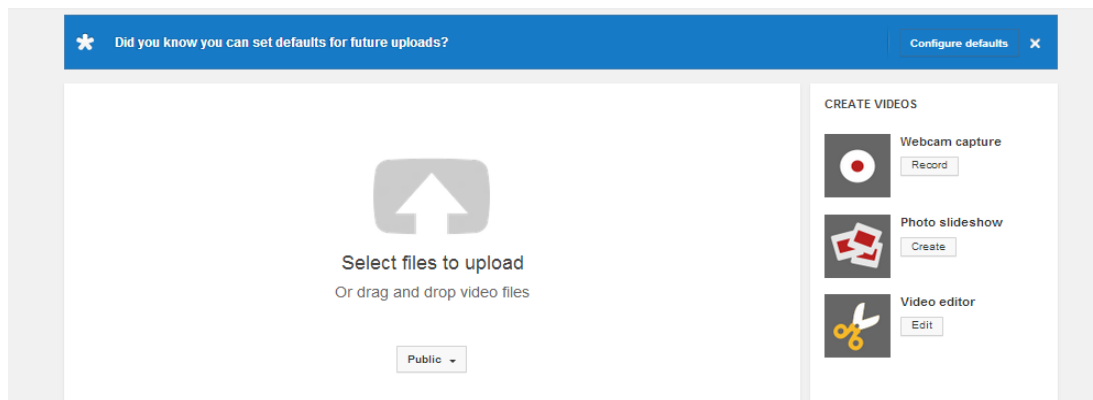 Did you know you can set defaults for future uploads?
Configure defaults
Select files to upload
Or drag and drop video files
Public
CREATE VIDEOS
Webcam capture
Record
Photo slideshow
Create
Video editor
Edit